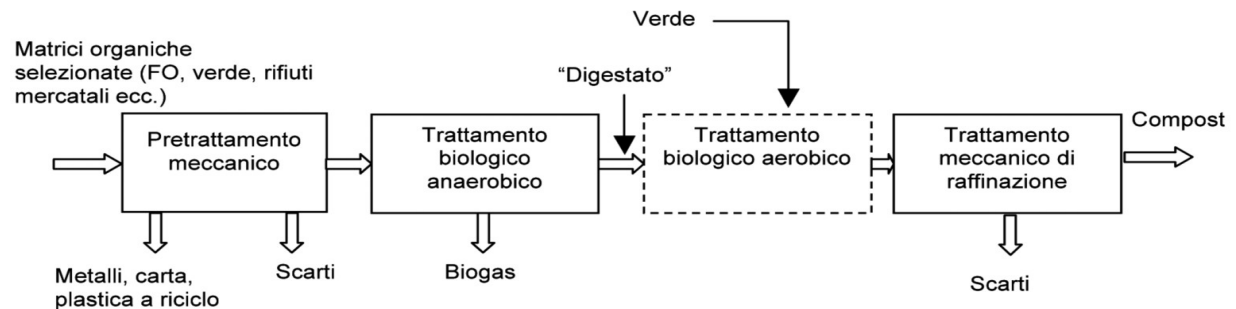 Verde
Matrici organiche
selezionate (FO, verde, rifiuti
mercatali ecc.)
“Digestato”
Pretrattamento
meccanico
Trattamento
biologico
anaerobico
Trattamento
biologico aerobico
Trattamento
meccanico di
raffinazione
Compost
Metalli, carta,
plastica a riciclo
Scarti
Biogas
Scarti